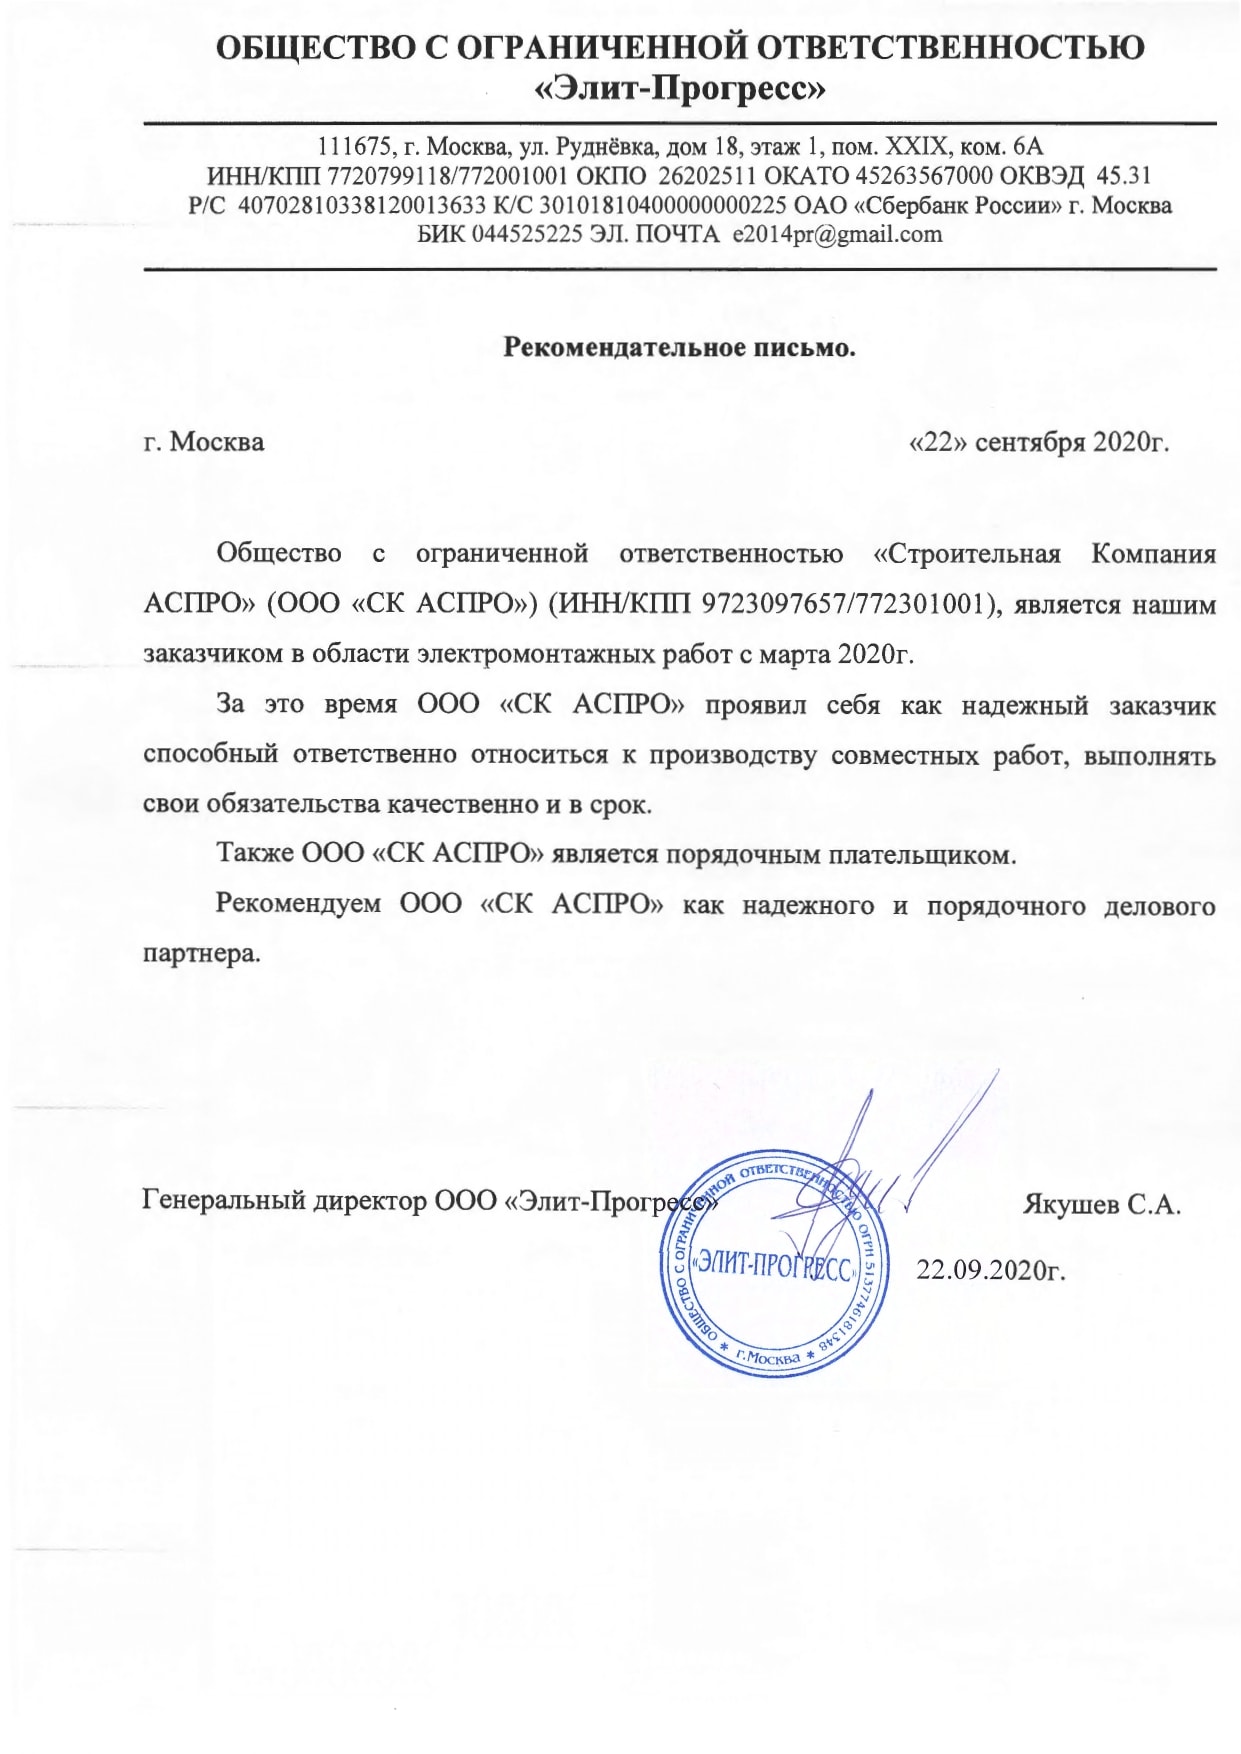 ОБЩЕСТВО С ОГРАНИЧЕННОЙ ОТВЕТСТВЕННОСТЬЮ
«Элит-Прогресс»
111675, г. Москва, ул. Руднёвка, дом 18, этаж 1, пом. XXIX, ком. 6А
ИНН/КПП 7720799118/772001001 ОКПО 26202511 ОКАТО 45263567000 ОКВЭД 45.31
Р/С 40702810338120013633 К/С 30101810400000000225 ОАО «Сбербанк России» г. Москва
БИК 044525225 ЭЛ. ПОЧТА e2014pr@gmail.com
Рекомендательное письмо.
г. Москва «22» сентября 2020г.
Общество с ограниченной ответственностью «Строительная Компания
АСПРО» (ООО «СК АСПРО») (ИНН/КПП 9723097657/772301001), является нашим
заказчиком в области электромонтажных работ с марта 2020г.
За это время ООО «СК АСПРО» проявил себя как надежный заказчик
способный ответственно относиться к производству совместных работ, выполнять
свои обязательства качественно и в срок.
Также ООО «СК АСПРО» является порядочным плательщиком.
Рекомендуем ООО «СК АСПРО» как надежного и порядочного делового
партнера.
Генеральный директор ООО «Элит-Прогресс» Якушев С.А.
22.09.2020г.
ОБЩЕСТВО С ОГРАНИЧЕННОЙ ОТВЕТСТВЕННОСТЬЮ ОГРН 5137746181348
«ЭЛИТ-ПРОГРЕСС»
* г.Москва *